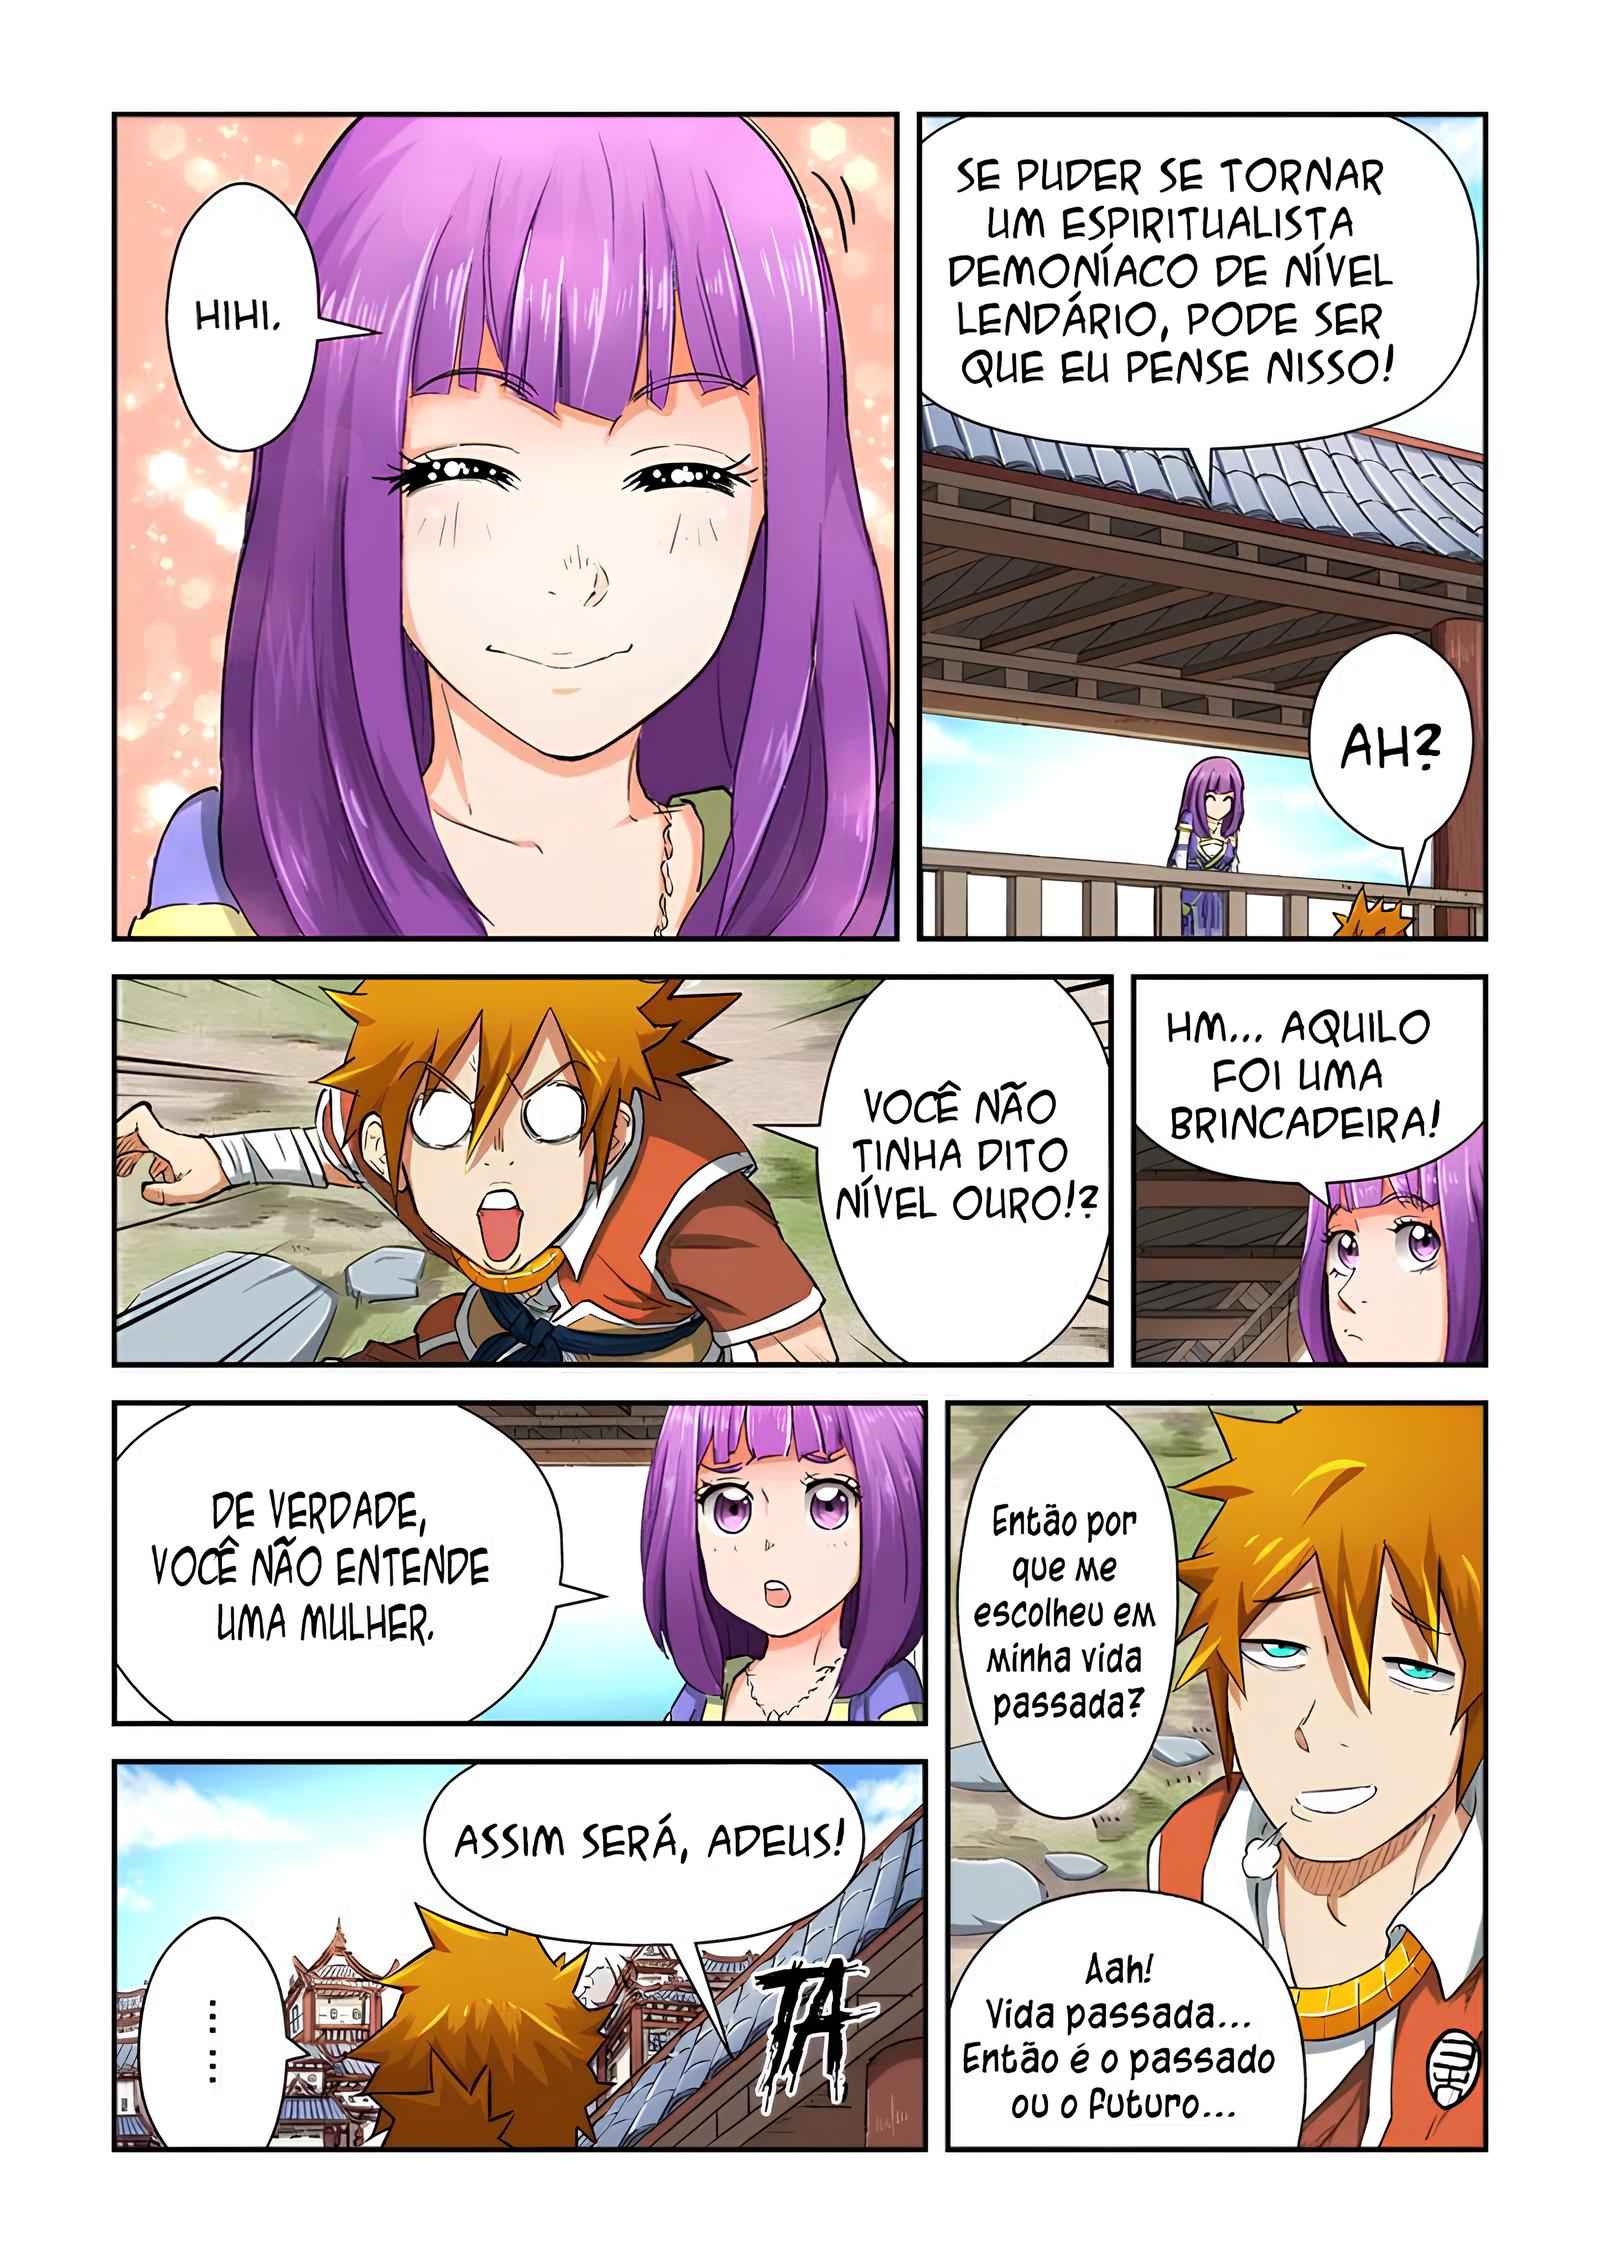 SE PUDER SE TORNAR
UM ESPIRITUALISTA
DEMONÍACO DE NÍVEL
LENDÁRIO, PODE SER
QUE EU PENSE NISSO!
AH?
HIHI.
HM... AQUILO
FOI UMA
BRINCADEIRA!
VOCÊ NÃO
TINHA DITO
NÍVEL OURO!?
Então por
que me
escolheu em
minha vida
passada?
Aah!
Vida passada...
Então é o passado
ou o futuro...
DE VERDADE,
VOCÊ NÃO ENTENDE
UMA MULHER.
ASSIM SERÁ, ADEUS!
TA
......